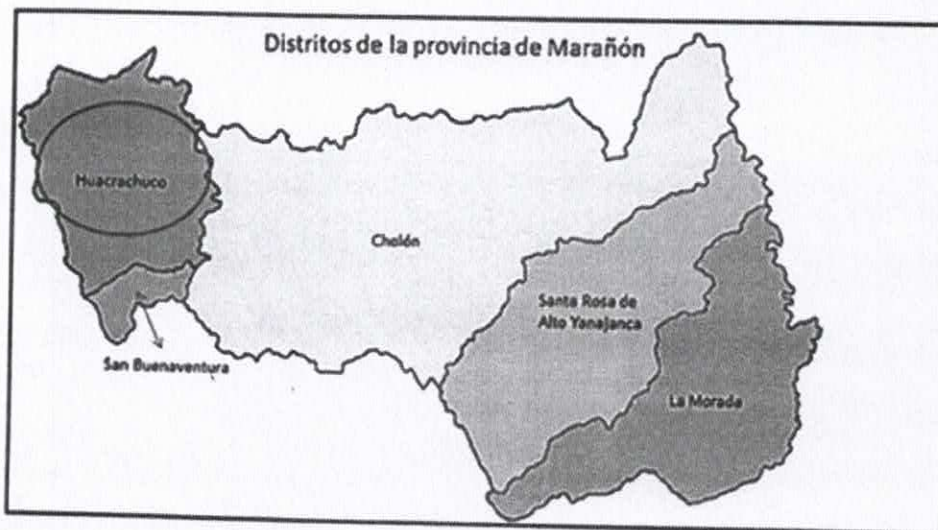 Distritos de la provincia de Marañón
Huacrachuco
Cholón
Santa Rosa de
Alto Yanajanca
San Buenaventura
La Morada